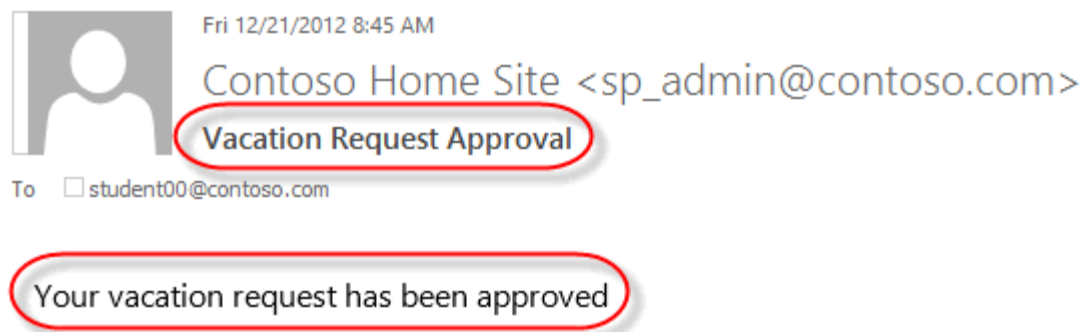 Fri 12/21/2012 8:45 AM
Contoso Home Site <sp_admin@contoso.com>
Vacation Request Approval
To student00@contoso.com
Your vacation request has been approved